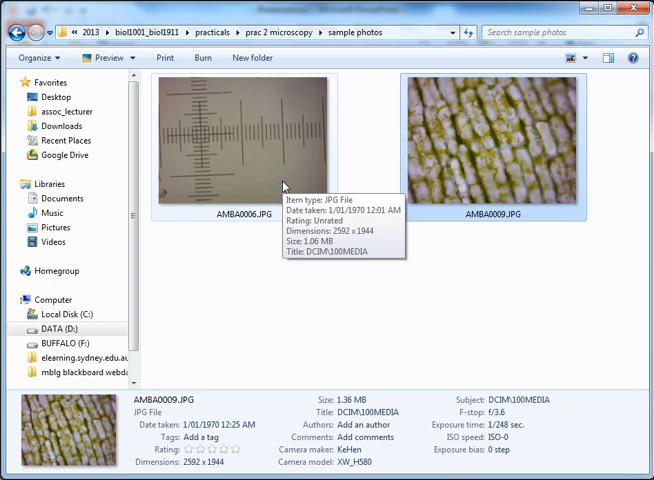 2013 ▸ biol1001_biol1911 ▸ practicals ▸ prac 2 microscopy ▸ sample photos
Search sample photos
Organize Preview Print Burn New folder
Favorites
Desktop
assoc_lecturer
Downloads
Recent Places
Google Drive
Libraries
Documents
Music
Pictures
Videos
Homegroup
Computer
Local Disk (C:)
DATA (D:)
BUFFALO (F:)
elearning.sydney.edu.au
mblg blackboard webda
AMBA0006.JPG
AMBA0009.JPG
Item type: JPG File
Date taken: 1/01/1970 12:01 AM
Rating: Unrated
Dimensions: 2592 x 1944
Size: 1.06 MB
Title: DCIM\100MEDIA
AMBA0009.JPG
JPG File
Date taken: 1/01/1970 12:25 AM
Tags: Add a tag
Rating:
Dimensions: 2592 x 1944
Size: 1.36 MB
Title: DCIM\100MEDIA
Authors: Add an author
Comments: Add comments
Camera maker: KeHen
Camera model: XW_H580
Subject: DCIM\100MEDIA
F-stop: f/3.6
Exposure time: 1/248 sec.
ISO speed: ISO-0
Exposure bias: 0 step